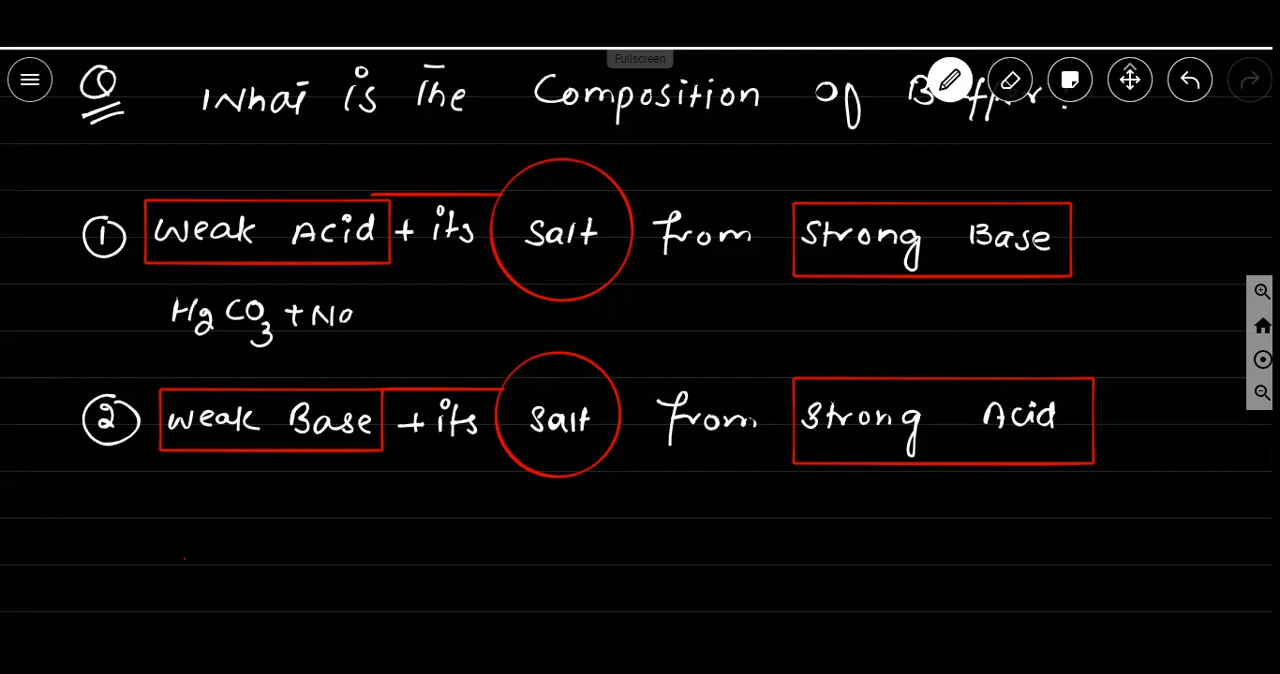 Fullscreen
Q What is The Composition of Buffer?
① Weak Acid + its Salt from Strong Base
H2CO3 + Na
② Weak Base + its Salt from Strong Acid